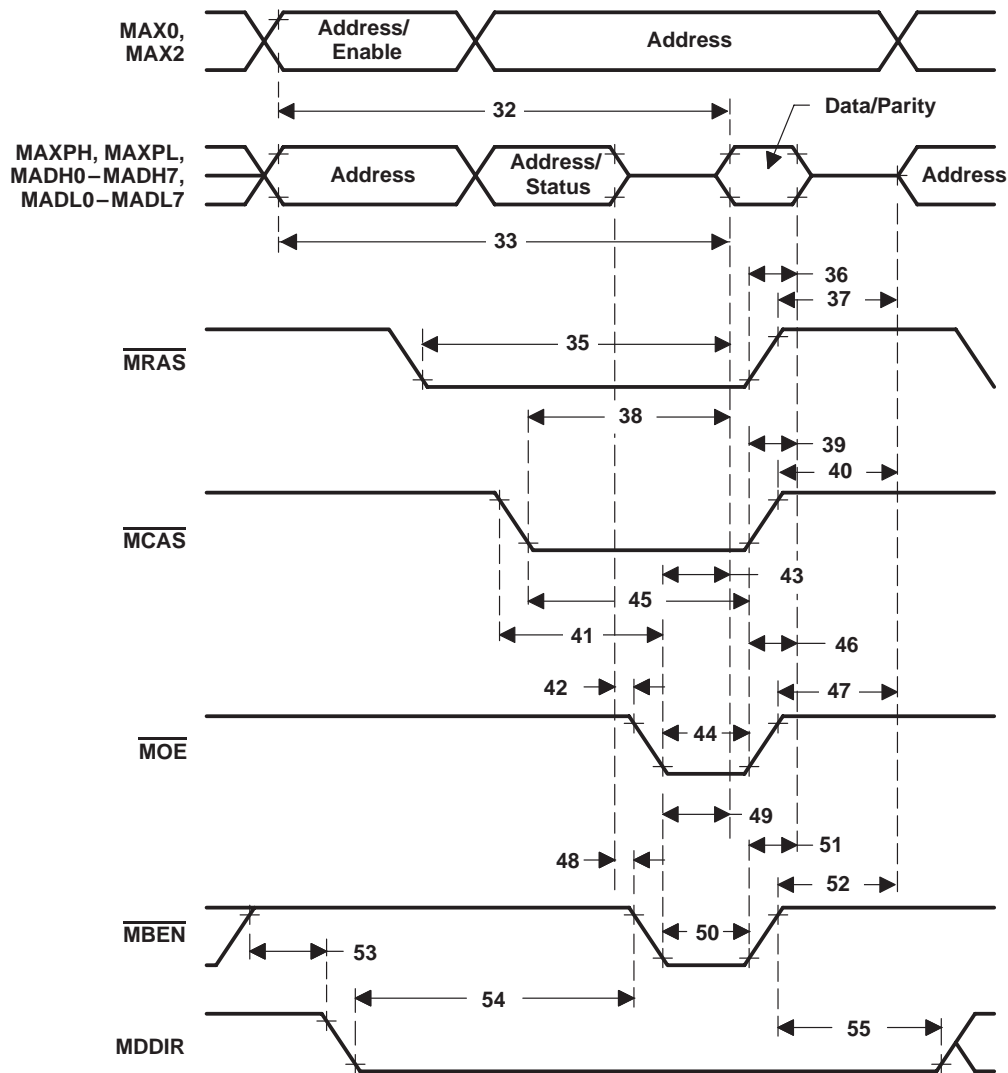 MAX0,
MAX2
Address/
Enable
Address
32
Data/Parity
MAXPH, MAXPL,
MADH0–MADH7,
MADL0–MADL7
Address
Address/
Status
Address
33
36
37
MRAS
35
38
39
40
MCAS
43
45
41
46
42
47
MOE
44
49
48
51
52
MBEN
50
53
54
MDDIR
55